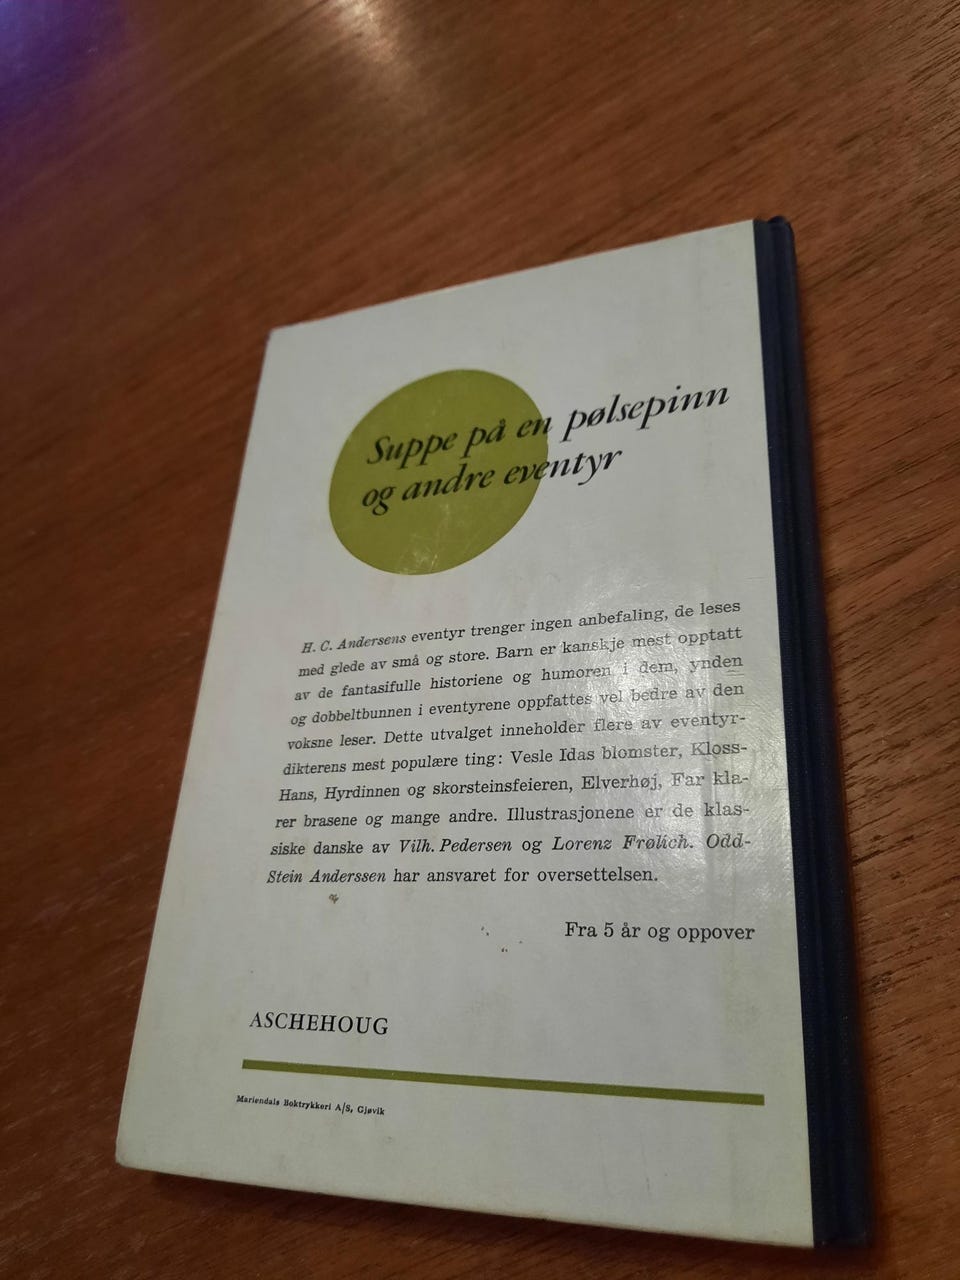 Suppe på en pølsepinn
og andre eventyr
H. C. Andersens eventyr trenger ingen anbefaling, de leses
med glede av små og store. Barn er kanskje mest opptatt
av de fantasifulle historiene og humoren i dem, ynden
og dobbeltbunnen i eventyrene oppfattes vel bedre av den
voksne leser. Dette utvalget inneholder flere av eventyr-
dikterens mest populære ting: Vesle Idas blomster, Kloss-
Hans, Hyrdinnen og skorsteinsfeieren, Elverhøj, Far kla-
rer brasene og mange andre. Illustrasjonene er de klas-
siske danske av Vilh. Pedersen og Lorenz Frølich. Odd-
Stein Anderssen har ansvaret for oversettelsen.
Fra 5 år og oppover
ASCHEHOUG
Mariendals Boktrykkeri A/S, Gjøvik